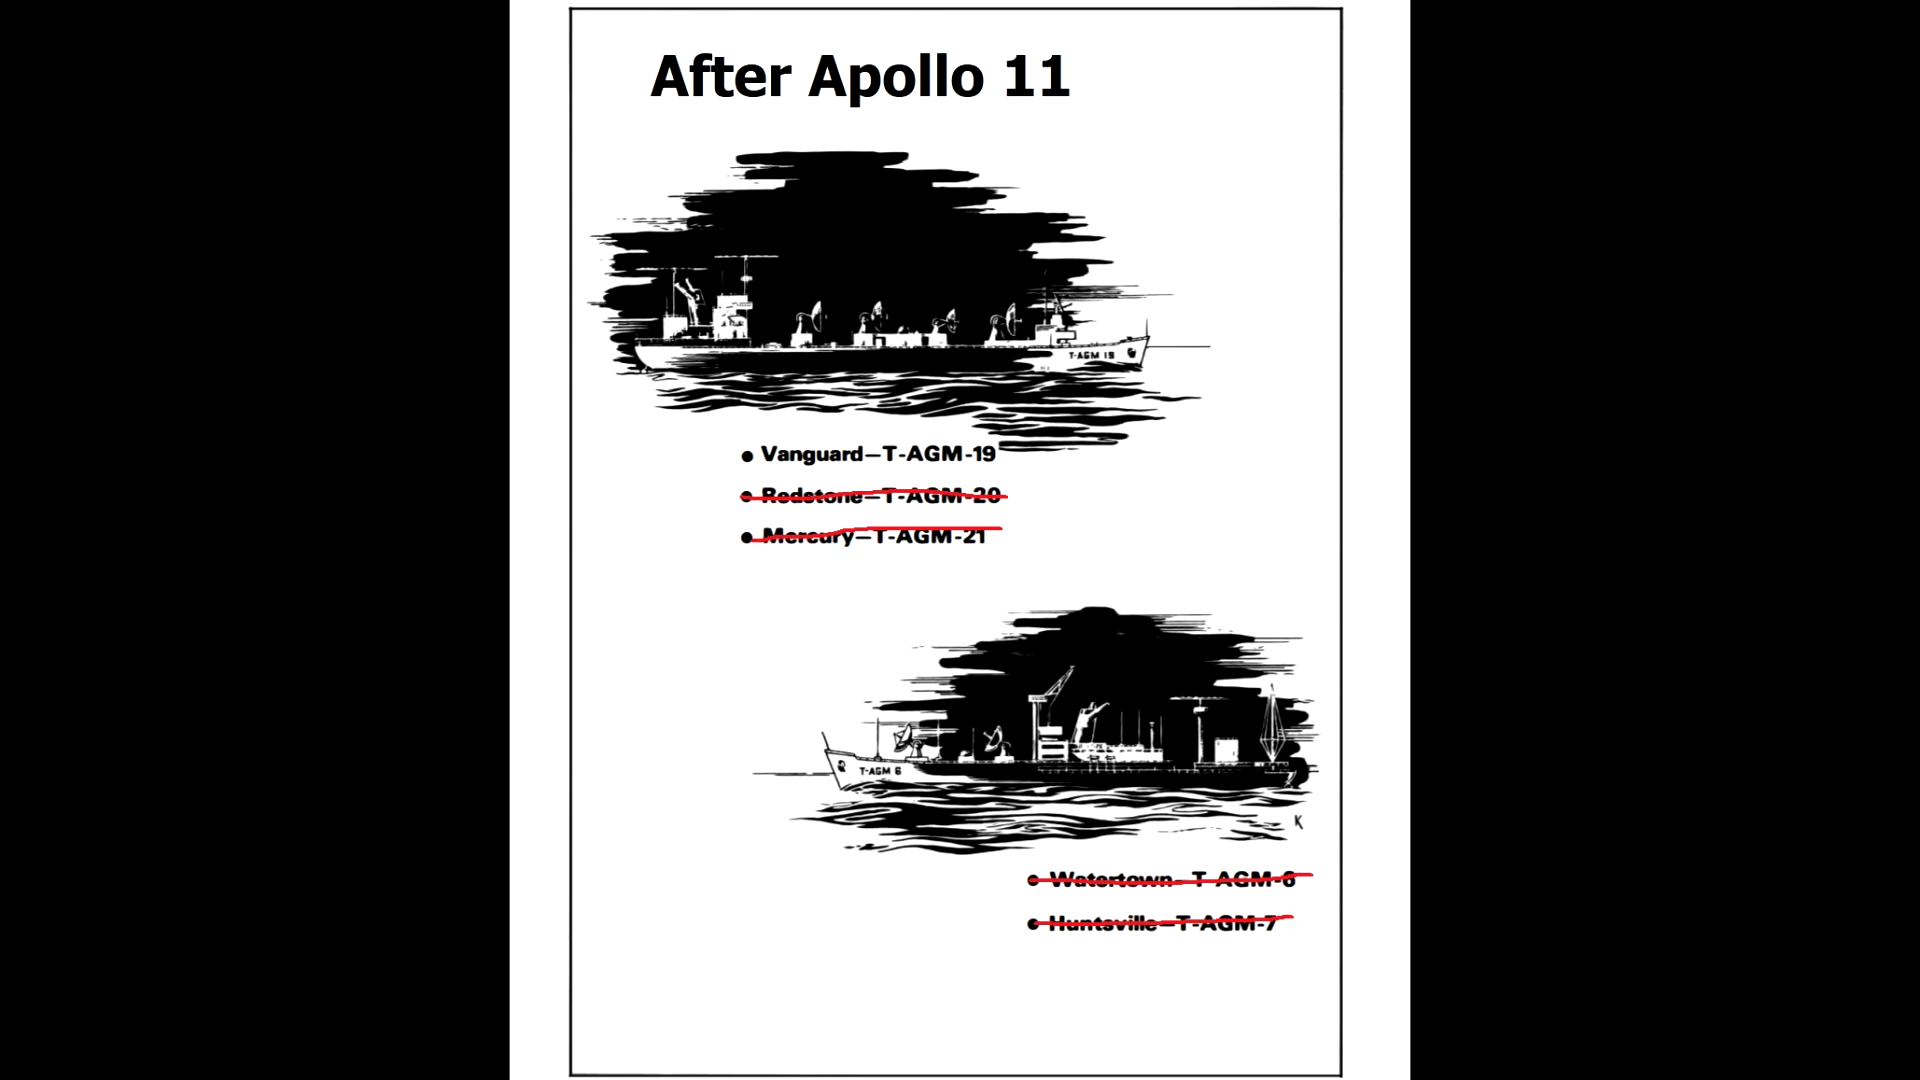 After Apollo 11
T-AGM 19
• Vanguard—T-AGM-19
• Redstone—T-AGM-20
• Mercury—T-AGM-21
T-AGM 6
K
• Watertown—T-AGM-6
• Huntsville—T-AGM-7